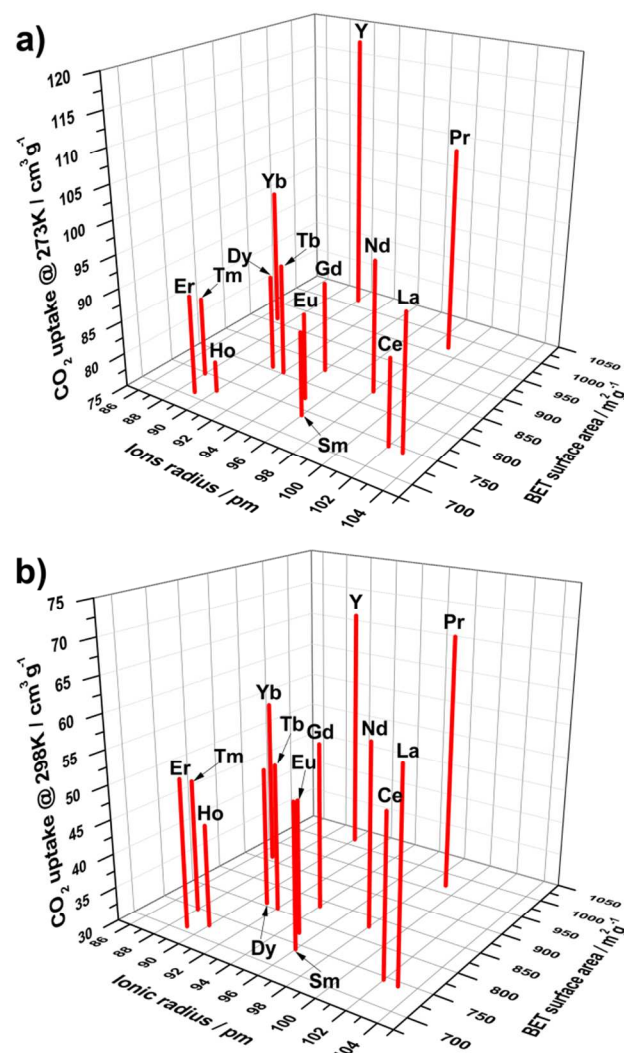 a)
CO₂ uptake @ 273K / cm³ g⁻¹
120
115
110
105
100
95
90
85
80
75
Y
Pr
Yb
Tb
Dy
Nd
Gd
Er
Tm
Eu
La
Ho
Ce
Sm
86
88
90
92
94
96
98
100
102
104
Ions radius / pm
700
750
800
850
900
950
1000
1050
BET surface area / m²g⁻¹
b)
CO₂ uptake @ 298K / cm³ g⁻¹
75
70
65
60
55
50
45
40
35
30
Y
Pr
Yb
Tb
Gd
Nd
Er
Tm
Eu
La
Ho
Ce
Dy
Sm
86
88
90
92
94
96
98
100
102
104
Ionic radius / pm
700
750
800
850
900
950
1000
1050
BET surface area / m²g⁻¹